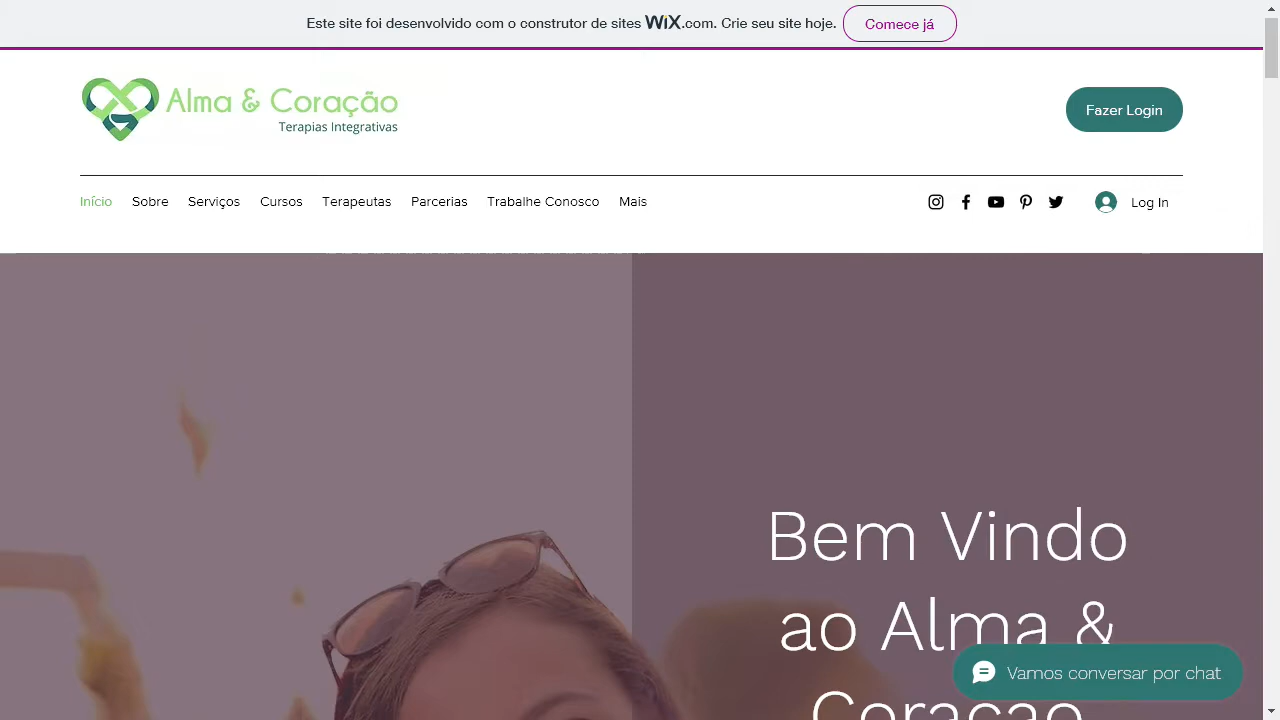 Este site foi desenvolvido com o construtor de sites WiX.com. Crie seu site hoje.
Comece já
Alma & Coração
Terapias Integrativas
Fazer Login
Início Sobre Serviços Cursos Terapeutas Parcerias Trabalhe Conosco Mais
Log In
Bem Vindo
ao Alma &
Coração
Vamos conversar por chat